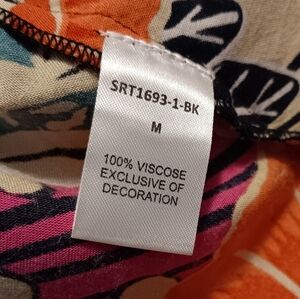 SRT1693-1-BK
M
100% VISCOSE
EXCLUSIVE OF
DECORATION